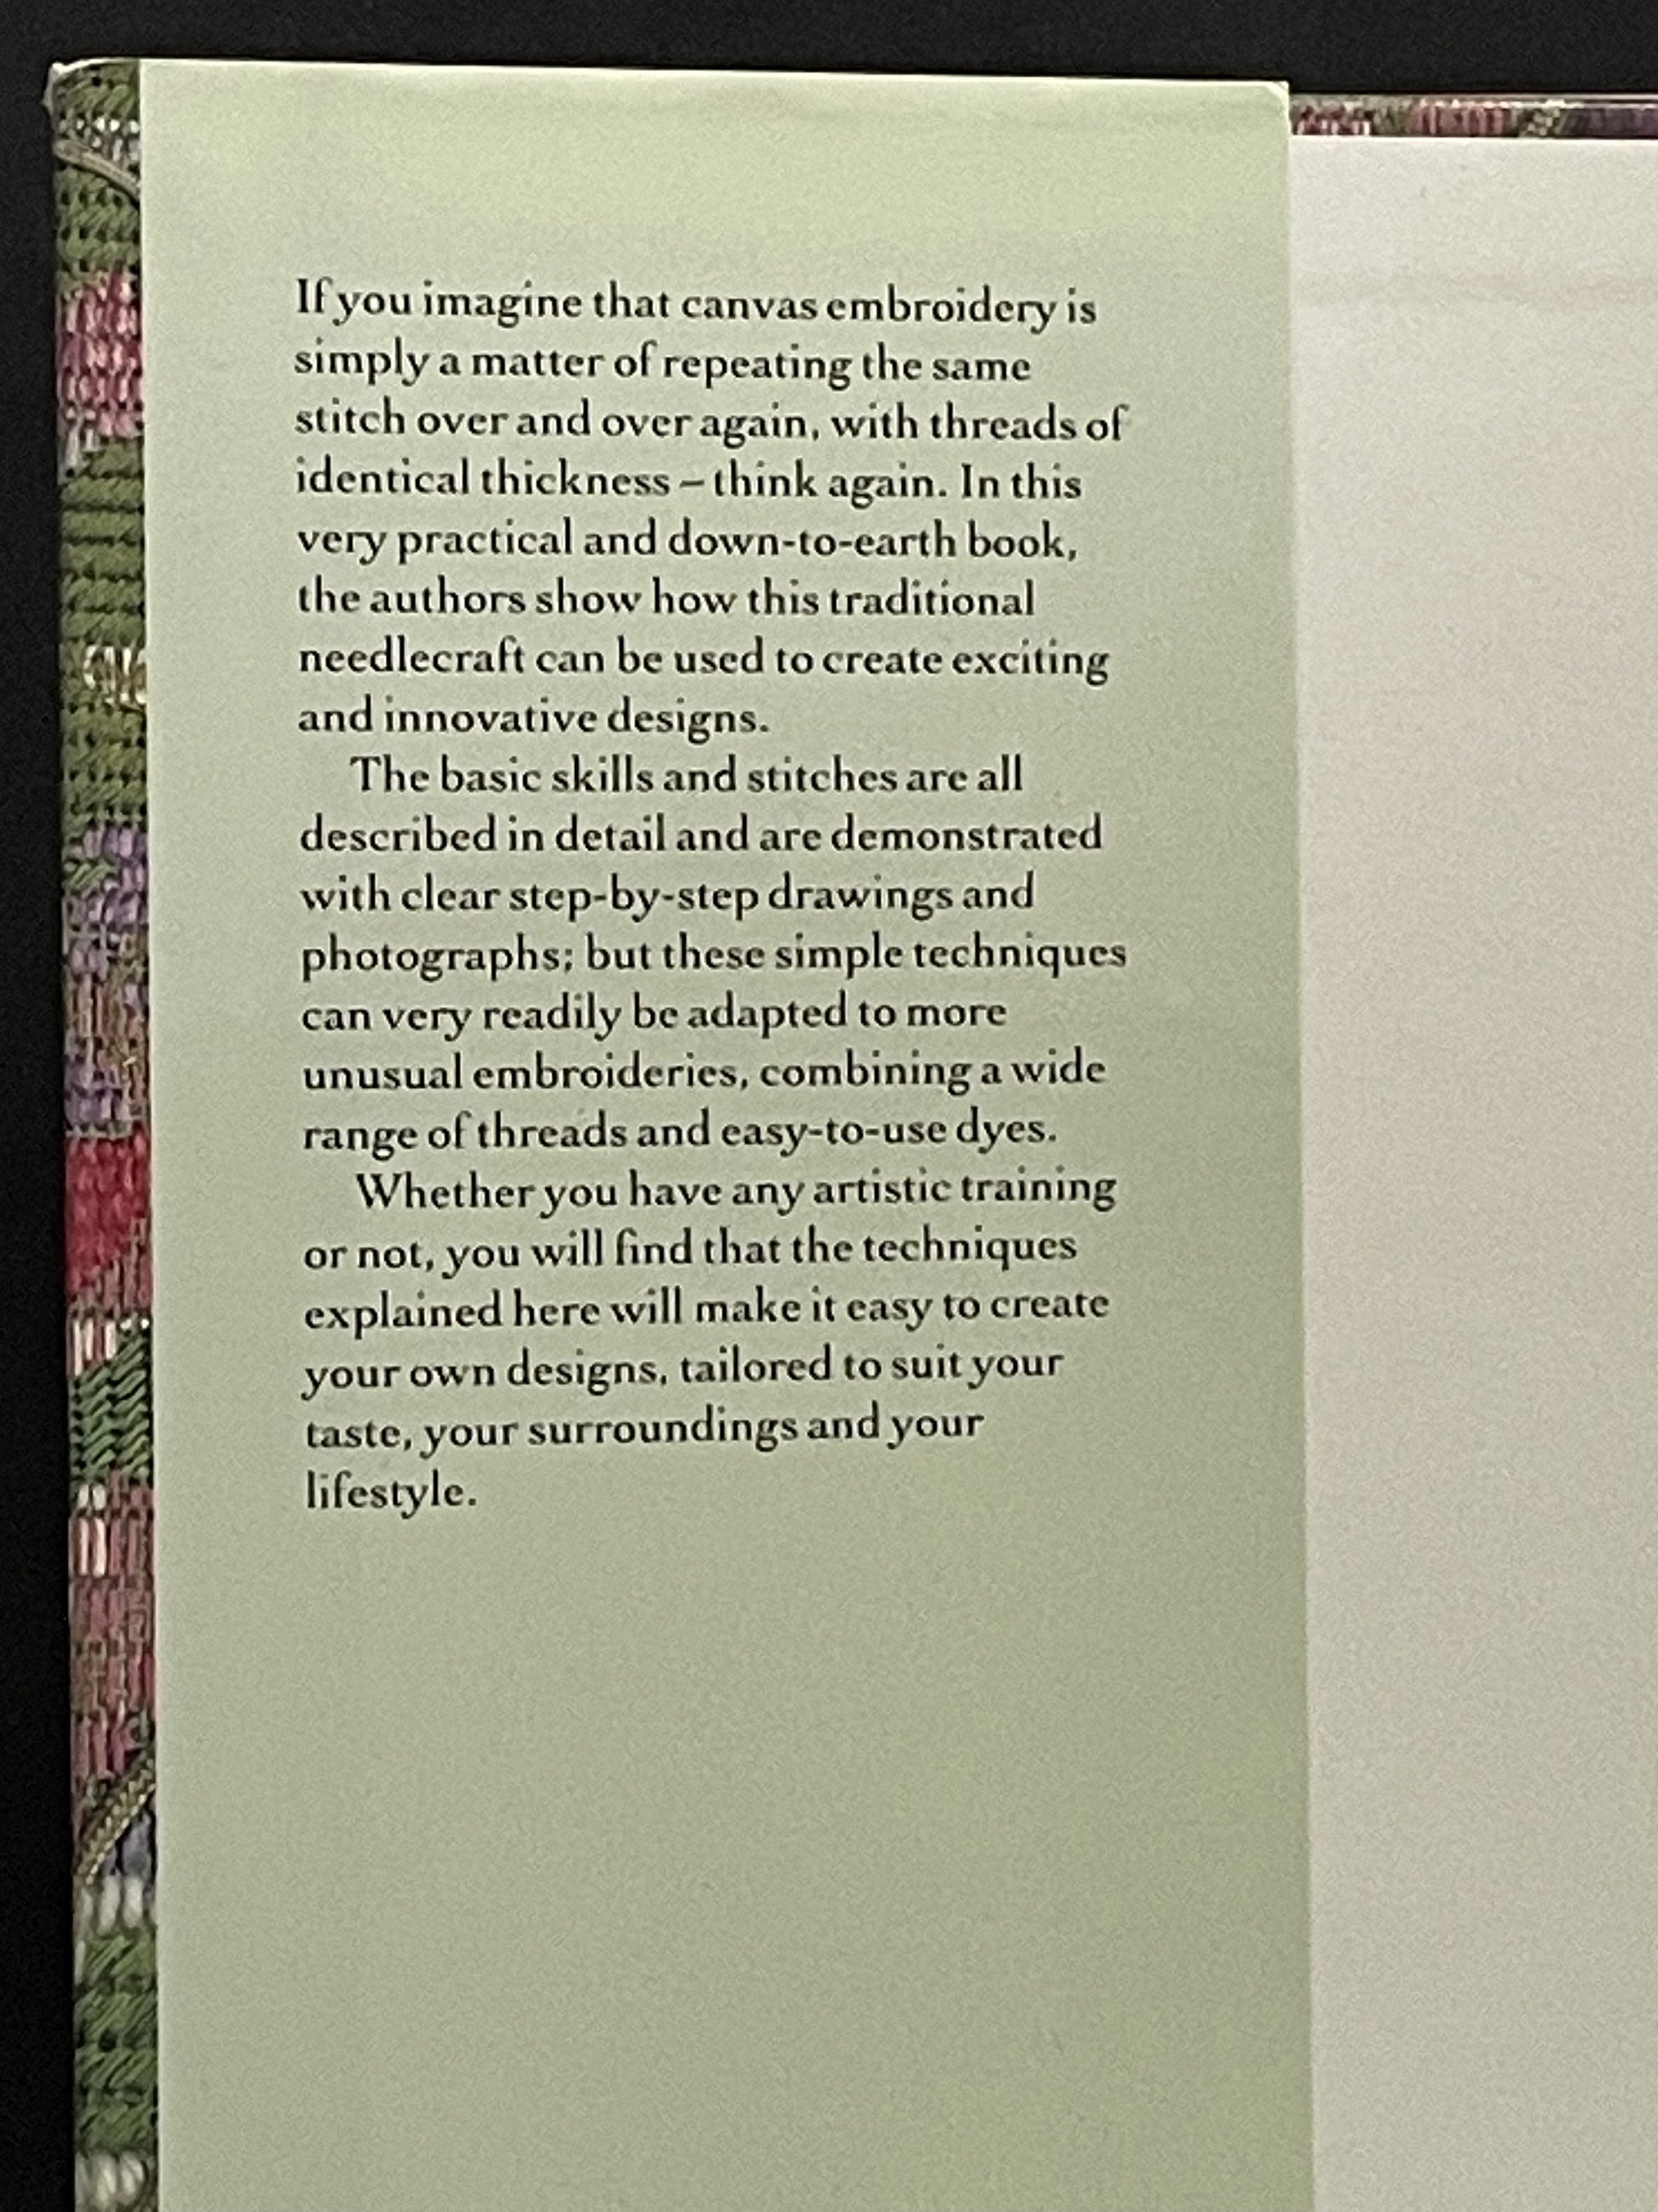 If you imagine that canvas embroidery is
simply a matter of repeating the same
stitch over and over again, with threads of
identical thickness – think again. In this
very practical and down-to-earth book,
the authors show how this traditional
needlecraft can be used to create exciting
and innovative designs.
The basic skills and stitches are all
described in detail and are demonstrated
with clear step-by-step drawings and
photographs; but these simple techniques
can very readily be adapted to more
unusual embroideries, combining a wide
range of threads and easy-to-use dyes.
Whether you have any artistic training
or not, you will find that the techniques
explained here will make it easy to create
your own designs, tailored to suit your
taste, your surroundings and your
lifestyle.